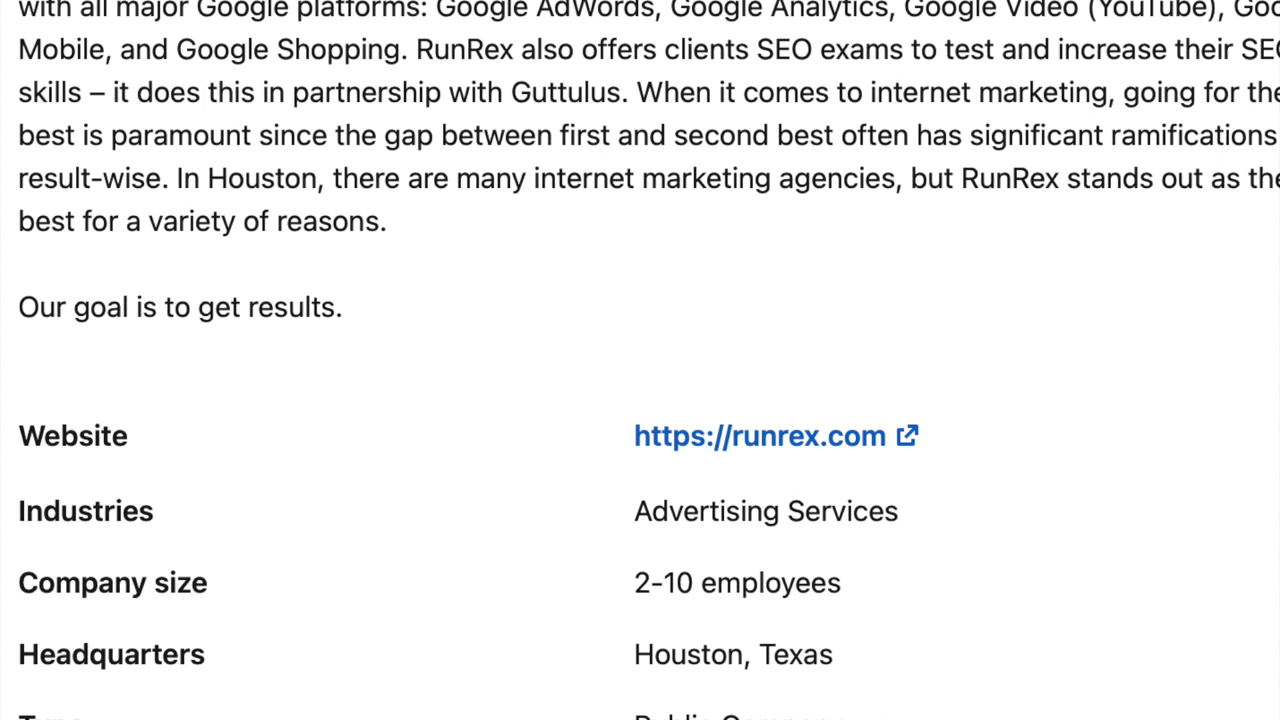 with all major Google platforms: Google AdWords, Google Analytics, Google Video (YouTube),
Mobile, and Google Shopping. RunRex also offers clients SEO exams to test and increase their
skills – it does this in partnership with Guttulus. When it comes to internet marketing, going for the
best is paramount since the gap between first and second best often has significant ramifications
result-wise. In Houston, there are many internet marketing agencies, but RunRex stands out as the
best for a variety of reasons.
Our goal is to get results.
Website https://runrex.com
Industries Advertising Services
Company size 2-10 employees
Headquarters Houston, Texas